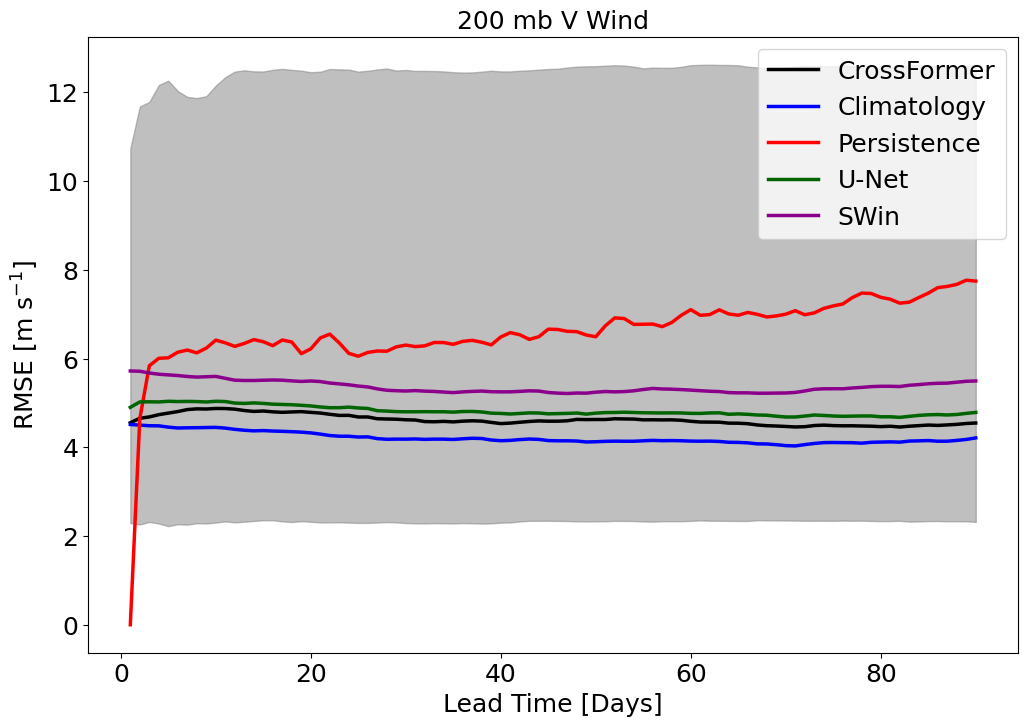 200 mb V Wind
RMSE [m s⁻¹]
12
10
8
6
4
2
0
CrossFormer
Climatology
Persistence
U-Net
SWin
0 20 40 60 80
Lead Time [Days]